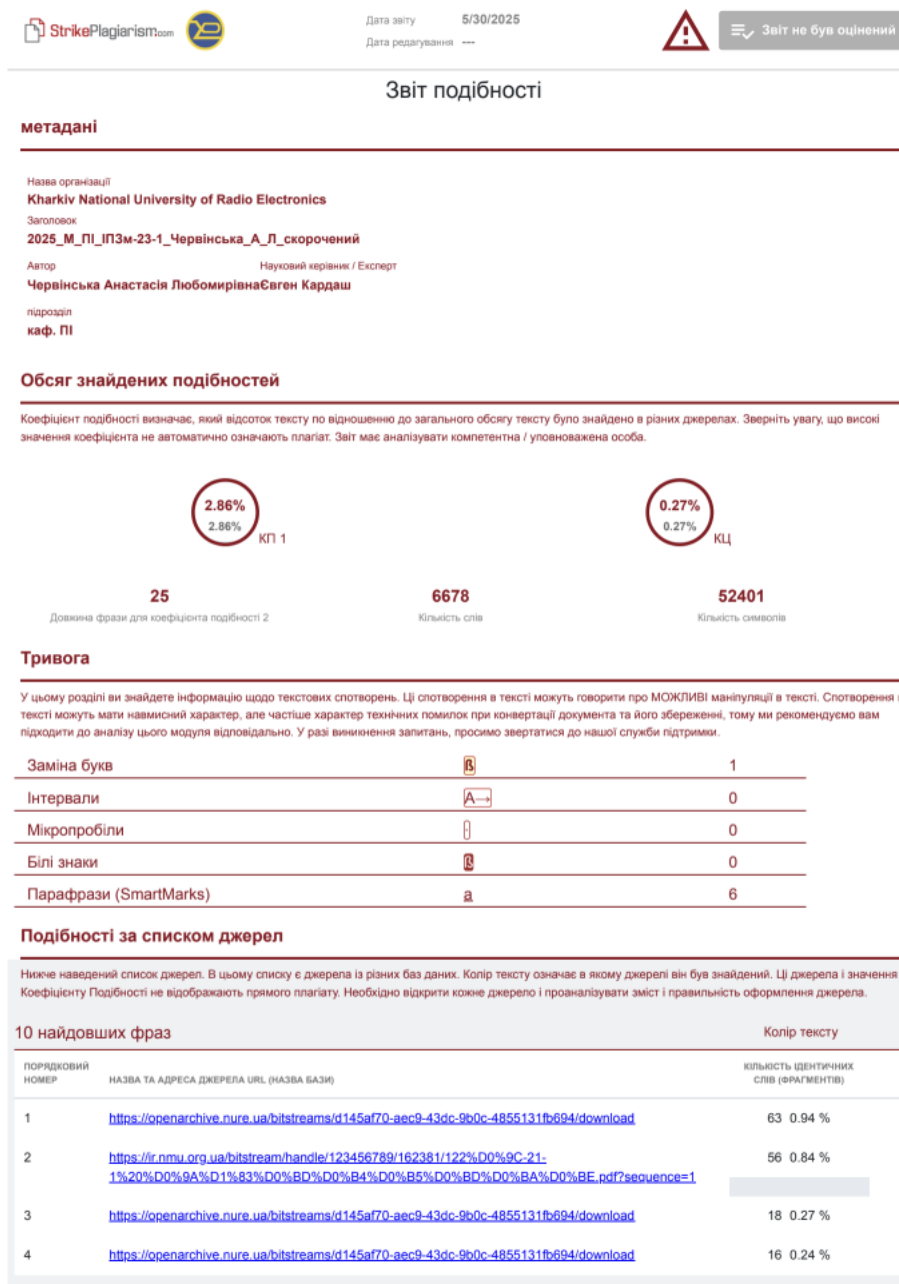 StrikePlagiarism.com
Дата звіту 5/30/2025
Дата редагування ---
Звіт не був оцінений
Звіт подібності
метадані
Назва організації
Kharkiv National University of Radio Electronics
Заголовок
2025_М_ПІ_ІПЗм-23-1_Червінська_А_Л_скорочений
Автор Науковий керівник / Експерт
Червінська Анастасія ЛюбомирівнаЄвген Кардаш
підрозділ
каф. ПІ
Обсяг знайдених подібностей
Коефіцієнт подібності визначає, який відсоток тексту по відношенню до загального обсягу тексту було знайдено в різних джерелах. Зверніть увагу, що високі
значення коефіцієнта не автоматично означають плагіат. Звіт має аналізувати компетентна / уповноважена особа.
2.86% 0.27%
2.86% 0.27%
КП 1 КЦ
25 6678 52401
Довжина фрази для коефіцієнта подібності 2 Кількість слів Кількість символів
Тривога
У цьому розділі ви знайдете інформацію щодо текстових спотворень. Ці спотворення в тексті можуть говорити про МОЖЛИВІ маніпуляції в тексті. Спотворення
тексті можуть мати навмисний характер, але частіше характер технічних помилок при конвертації документа та його збереженні, тому ми рекомендуємо вам
підходити до аналізу цього модуля відповідально. У разі виникнення запитань, просимо звертатися до нашої служби підтримки.
Заміна букв ß 1
Інтервали A→ 0
Мікропробіли 0
Білі знаки ß 0
Парафрази (SmartMarks) a 6
Подібності за списком джерел
Нижче наведений список джерел. В цьому списку є джерела із різних баз даних. Колір тексту означає в якому джерелі він був знайдений. Ці джерела і значення
Коефіцієнту Подібності не відображають прямого плагіату. Необхідно відкрити кожне джерело і проаналізувати зміст і правильність оформлення джерела.
10 найдовших фраз Колір тексту
ПОРЯДКОВИЙ НОМЕР НАЗВА ТА АДРЕСА ДЖЕРЕЛА URL (НАЗВА БАЗИ) КІЛЬКІСТЬ ІДЕНТИЧНИХ СЛІВ (ФРАГМЕНТІВ)
1 https://openarchive.nure.ua/bitstreams/d145af70-aec9-43dc-9b0c-4855131fb694/download 63 0.94 %
2 https://ir.nmu.org.ua/bitstream/handle/123456789/162381/122%D0%9C-21- 56 0.84 %
1%20%D0%9A%D1%83%D0%BD%D0%B4%D0%B5%D0%BD%D0%BA%D0%BE.pdf?sequence=1
3 https://openarchive.nure.ua/bitstreams/d145af70-aec9-43dc-9b0c-4855131fb694/download 18 0.27 %
4 https://openarchive.nure.ua/bitstreams/d145af70-aec9-43dc-9b0c-4855131fb694/download 16 0.24 %